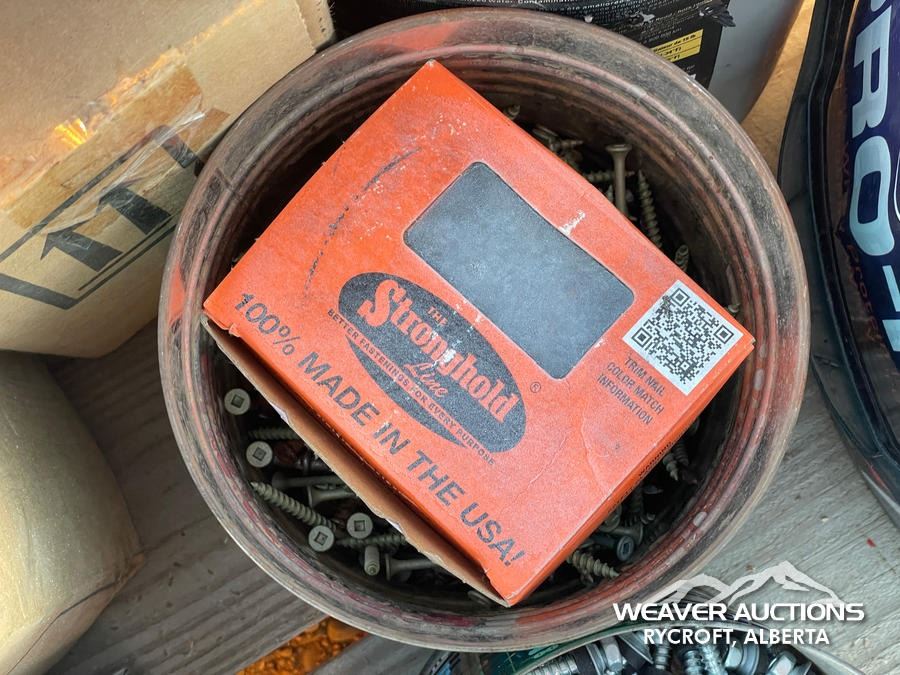 PRO-
THE
Stronghold
Line
®
BETTER FASTENINGS FOR EVERY PURPOSE
100% MADE IN THE USA!
TRIM NAIL
COLOR MATCH
INFORMATION
WEAVER AUCTIONS
RYCROFT, ALBERTA